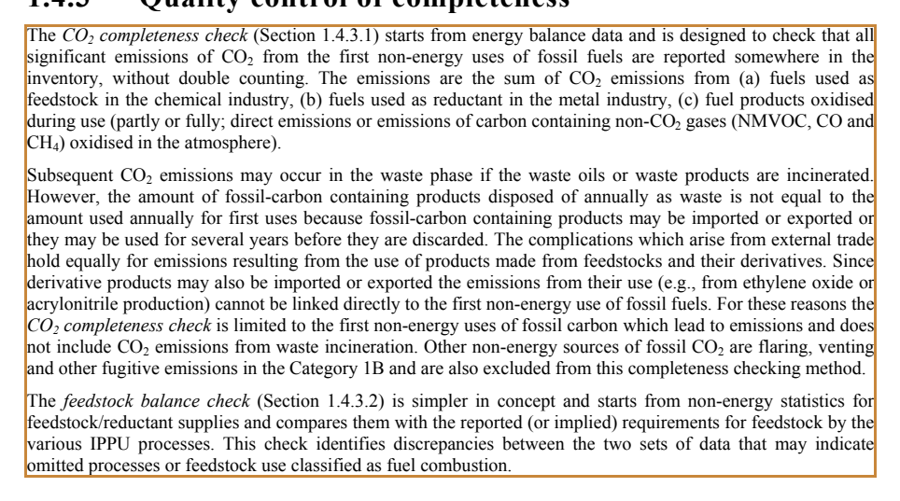 1.4.3 Quality control of completeness
The CO₂ completeness check (Section 1.4.3.1) starts from energy balance data and is designed to check that all
significant emissions of CO₂ from the first non-energy uses of fossil fuels are reported somewhere in the
inventory, without double counting. The emissions are the sum of CO₂ emissions from (a) fuels used as
feedstock in the chemical industry, (b) fuels used as reductant in the metal industry, (c) fuel products oxidised
during use (partly or fully; direct emissions or emissions of carbon containing non-CO₂ gases (NMVOC, CO and
CH₄) oxidised in the atmosphere).
Subsequent CO₂ emissions may occur in the waste phase if the waste oils or waste products are incinerated.
However, the amount of fossil-carbon containing products disposed of annually as waste is not equal to the
amount used annually for first uses because fossil-carbon containing products may be imported or exported or
they may be used for several years before they are discarded. The complications which arise from external trade
hold equally for emissions resulting from the use of products made from feedstocks and their derivatives. Since
derivative products may also be imported or exported the emissions from their use (e.g., from ethylene oxide or
acrylonitrile production) cannot be linked directly to the first non-energy use of fossil fuels. For these reasons the
CO₂ completeness check is limited to the first non-energy uses of fossil carbon which lead to emissions and does
not include CO₂ emissions from waste incineration. Other non-energy sources of fossil CO₂ are flaring, venting
and other fugitive emissions in the Category 1B and are also excluded from this completeness checking method.
The feedstock balance check (Section 1.4.3.2) is simpler in concept and starts from non-energy statistics for
feedstock/reductant supplies and compares them with the reported (or implied) requirements for feedstock by the
various IPPU processes. This check identifies discrepancies between the two sets of data that may indicate
omitted processes or feedstock use classified as fuel combustion.